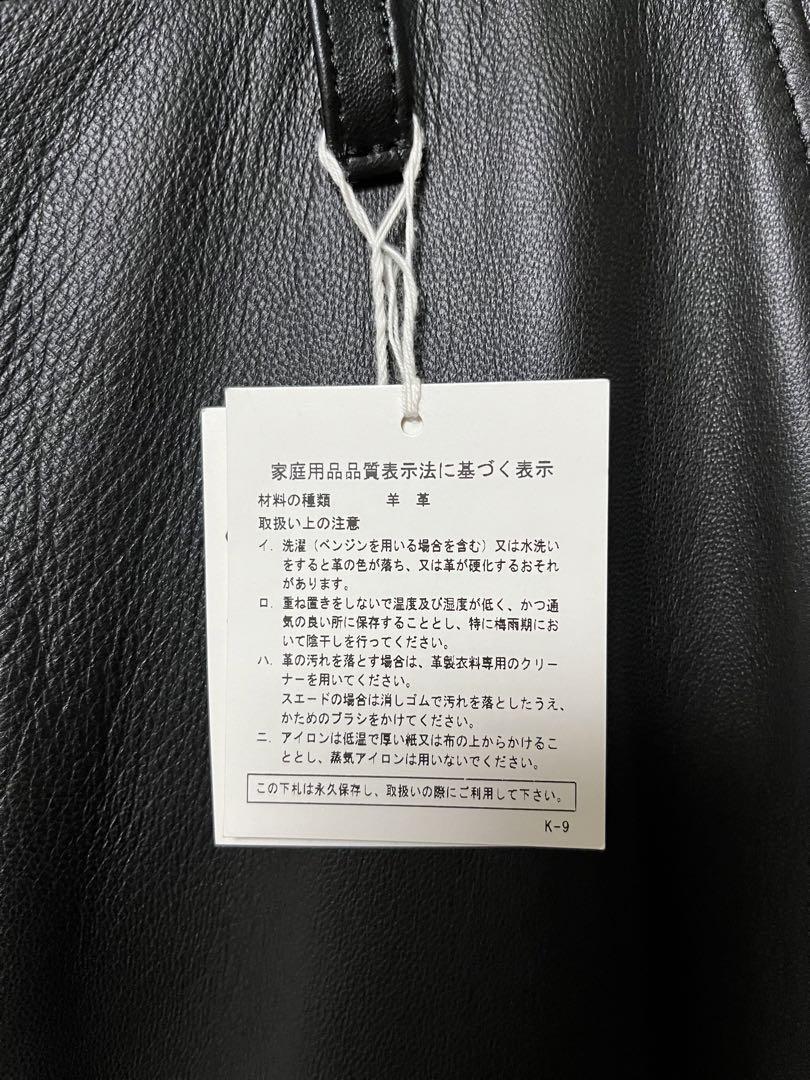 家庭用品品質表示法に基づく表示
材料の種類 羊 革
取扱い上の注意
イ. 洗濯(ベンジンを用いる場合を含む)又は水洗い
をすると革の色が落ち、又は革が硬化するおそれ
があります。
ロ. 重ね置きをしないで温度及び湿度が低く、かつ通
気の良い所に保存することとし、特に梅雨期にお
いて陰干しを行ってください。
ハ. 革の汚れを落とす場合は、革製衣料専用のクリー
ナーを用いてください。
スエードの場合は消しゴムで汚れを落としたうえ、
かためのブラシをかけてください。
ニ. アイロンは低温で厚い紙又は布の上からかけるこ
ととし、蒸気アイロンは用いないでください。
この下札は永久保存し、取扱いの際にご利用して下さい。
K-9